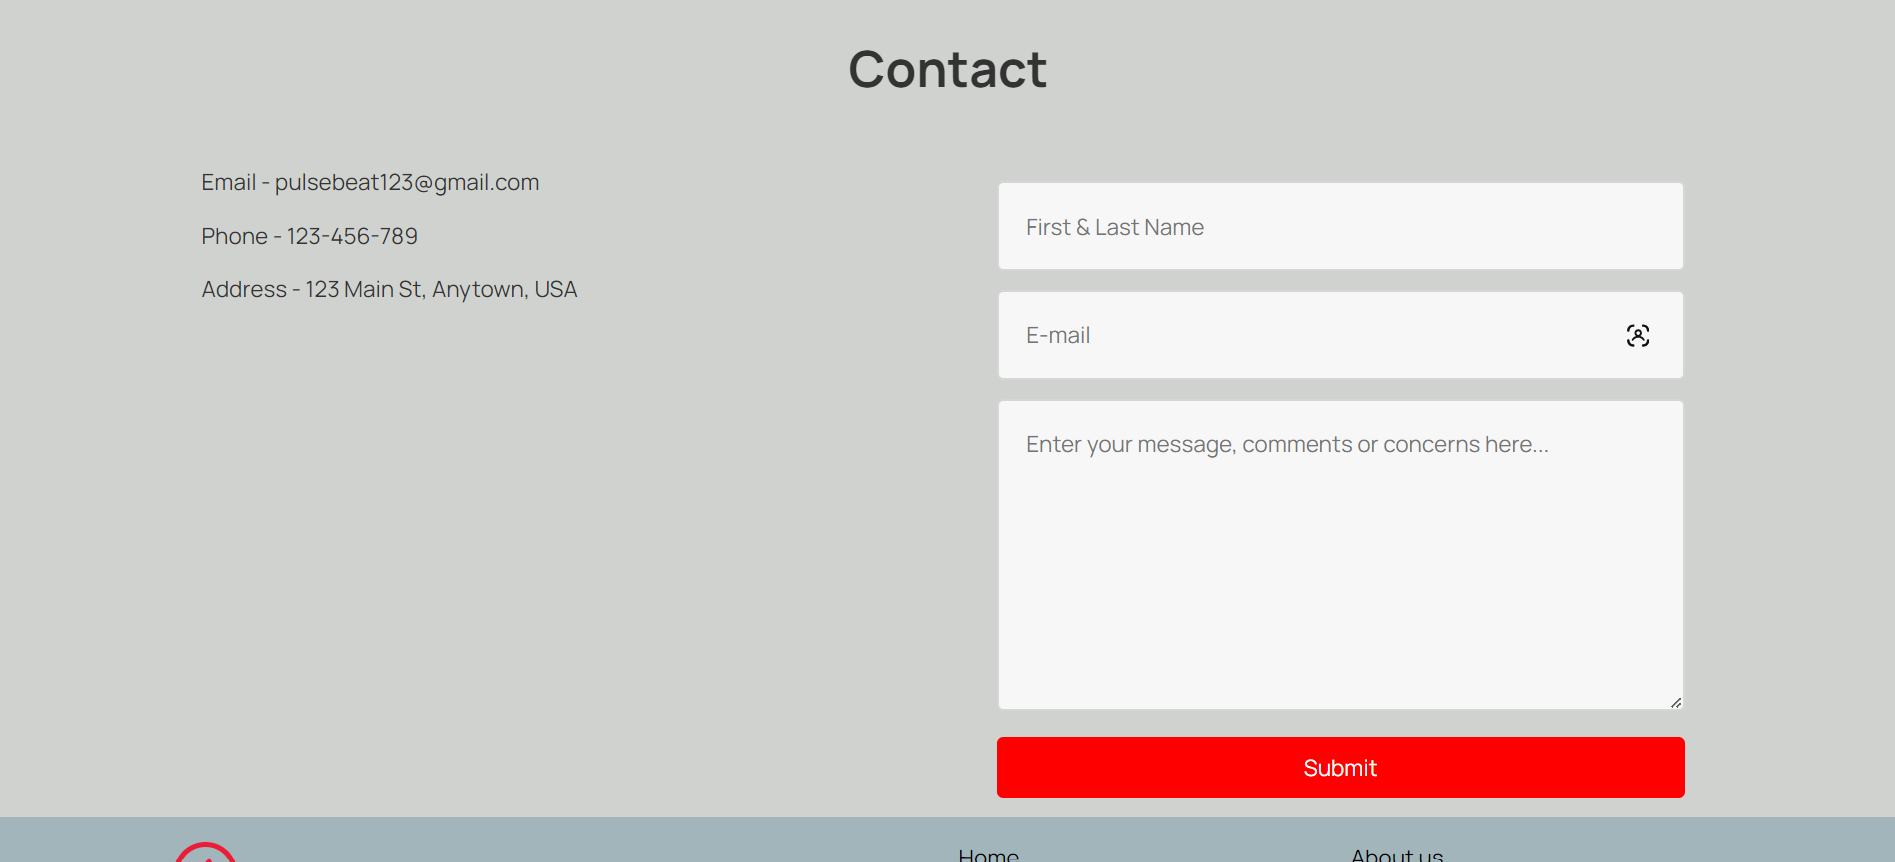 Contact
Email - pulsebeat123@gmail.com
Phone - 123-456-789
Address - 123 Main St, Anytown, USA
First & Last Name
E-mail
Enter your message, comments or concerns here...
Submit
Home
About us